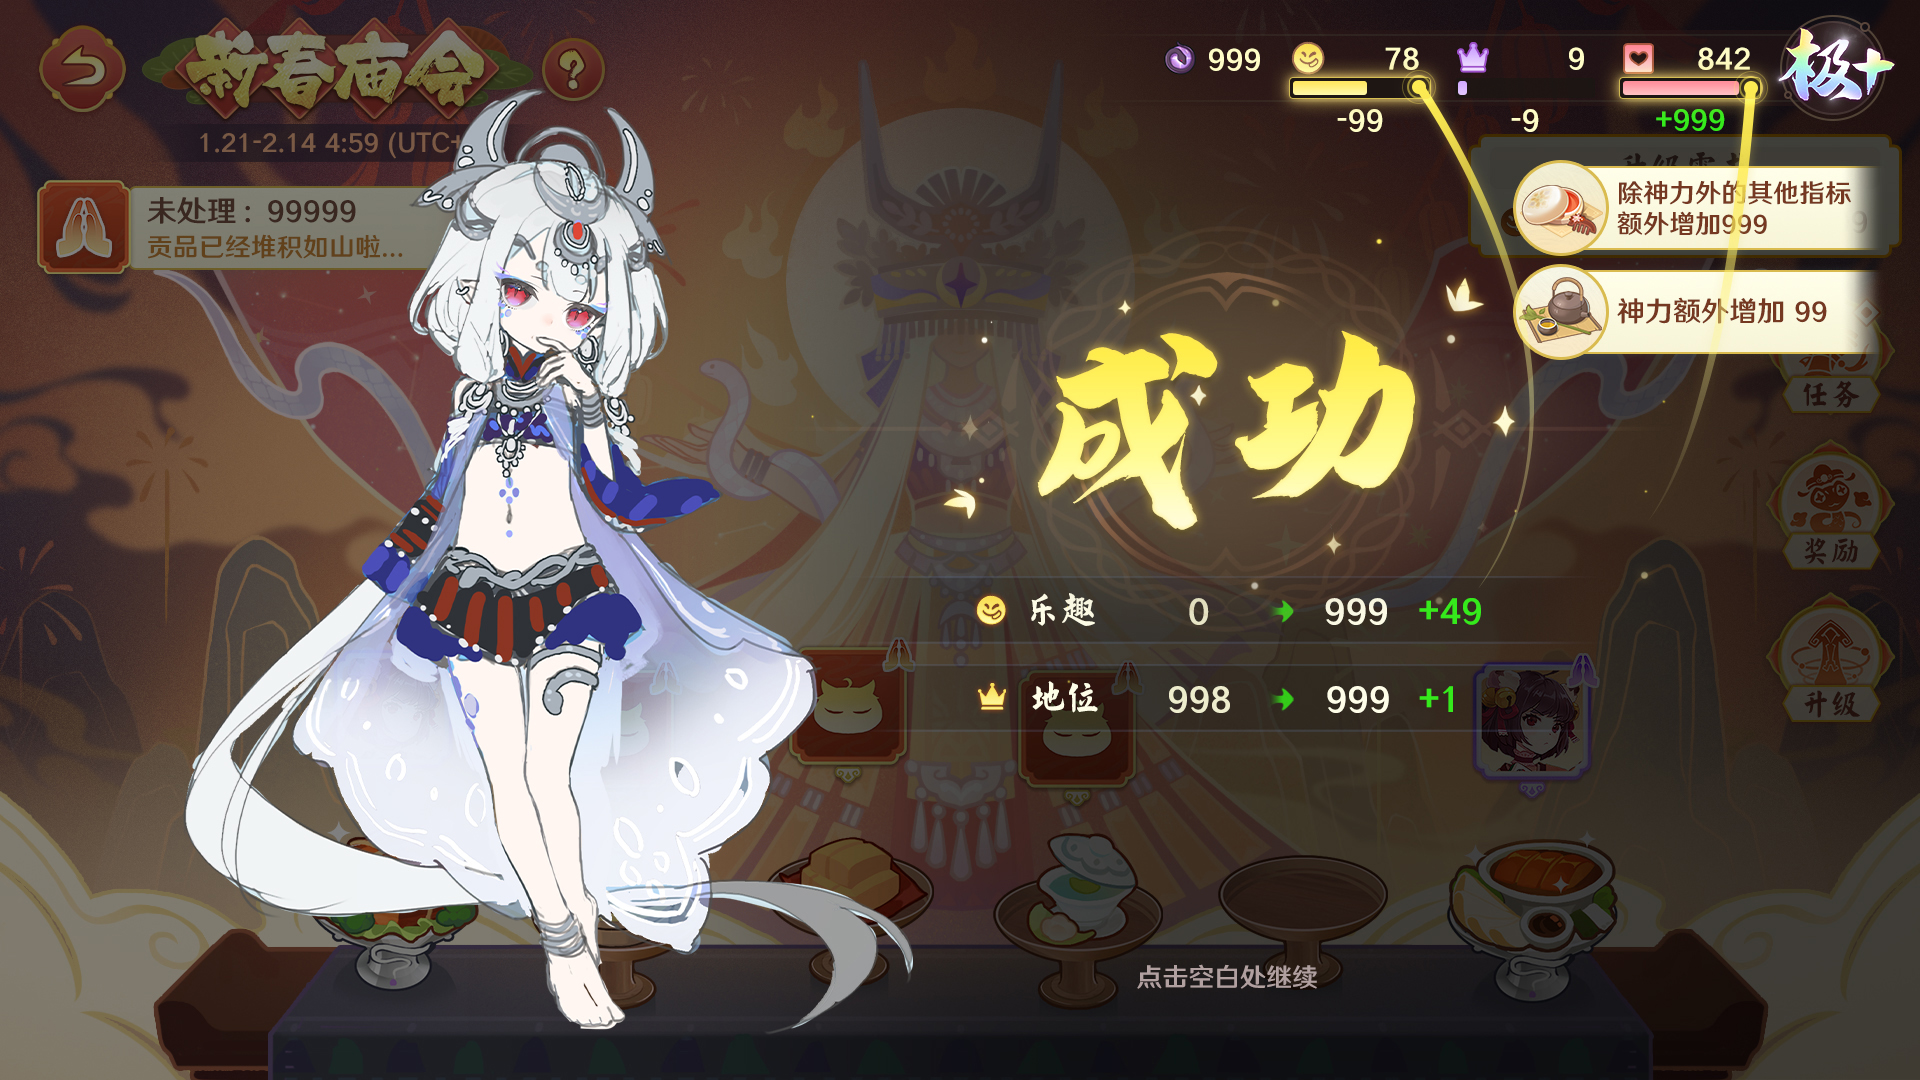 新春庙会
?
1.21-2.14 4:59 (UTC+
未处理：99999
贡品已经堆积如山啦...
999
78
9
842
极+
-99
-9
+999
除神力外的其他指标
额外增加999
神力额外增加 99
成功
任务
奖励
升级
乐趣 0 999 +49
地位 998 999 +1
点击空白处继续